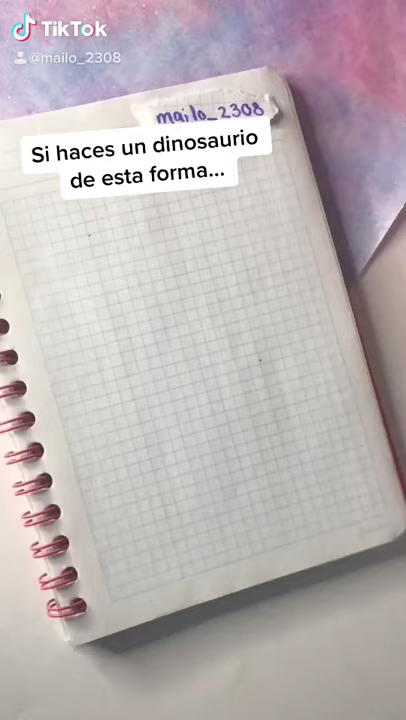 TikTok
@mailo_2308
mailo_2308
Si haces un dinosaurio
de esta forma...